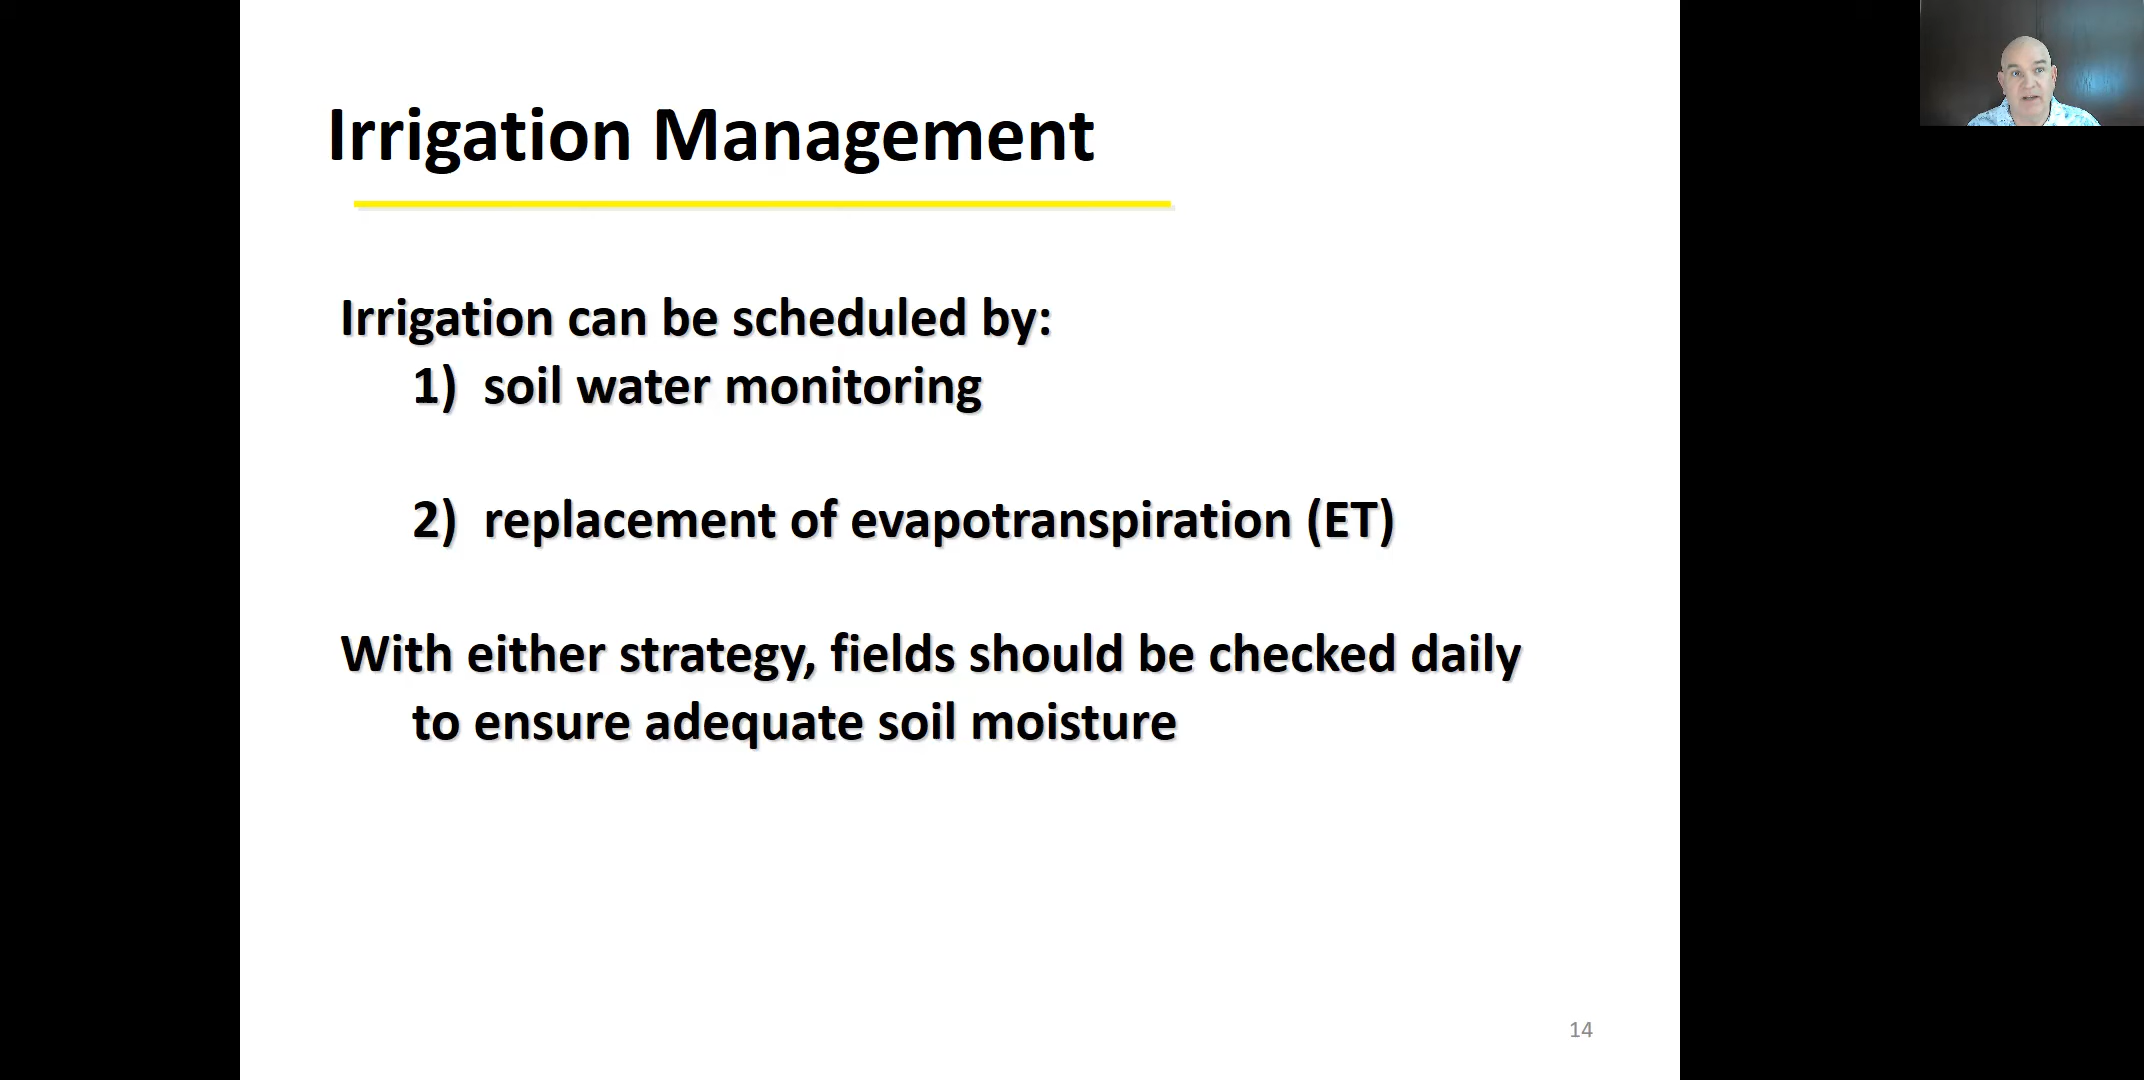 Irrigation Management
Irrigation can be scheduled by:
1) soil water monitoring
2) replacement of evapotranspiration (ET)
With either strategy, fields should be checked daily
to ensure adequate soil moisture
14